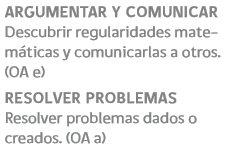 ARGUMENTAR Y COMUNICAR
Descubrir regularidades mate-
máticas y comunicarlas a otros.
(OA e)
RESOLVER PROBLEMAS
Resolver problemas dados o
creados. (OA a)